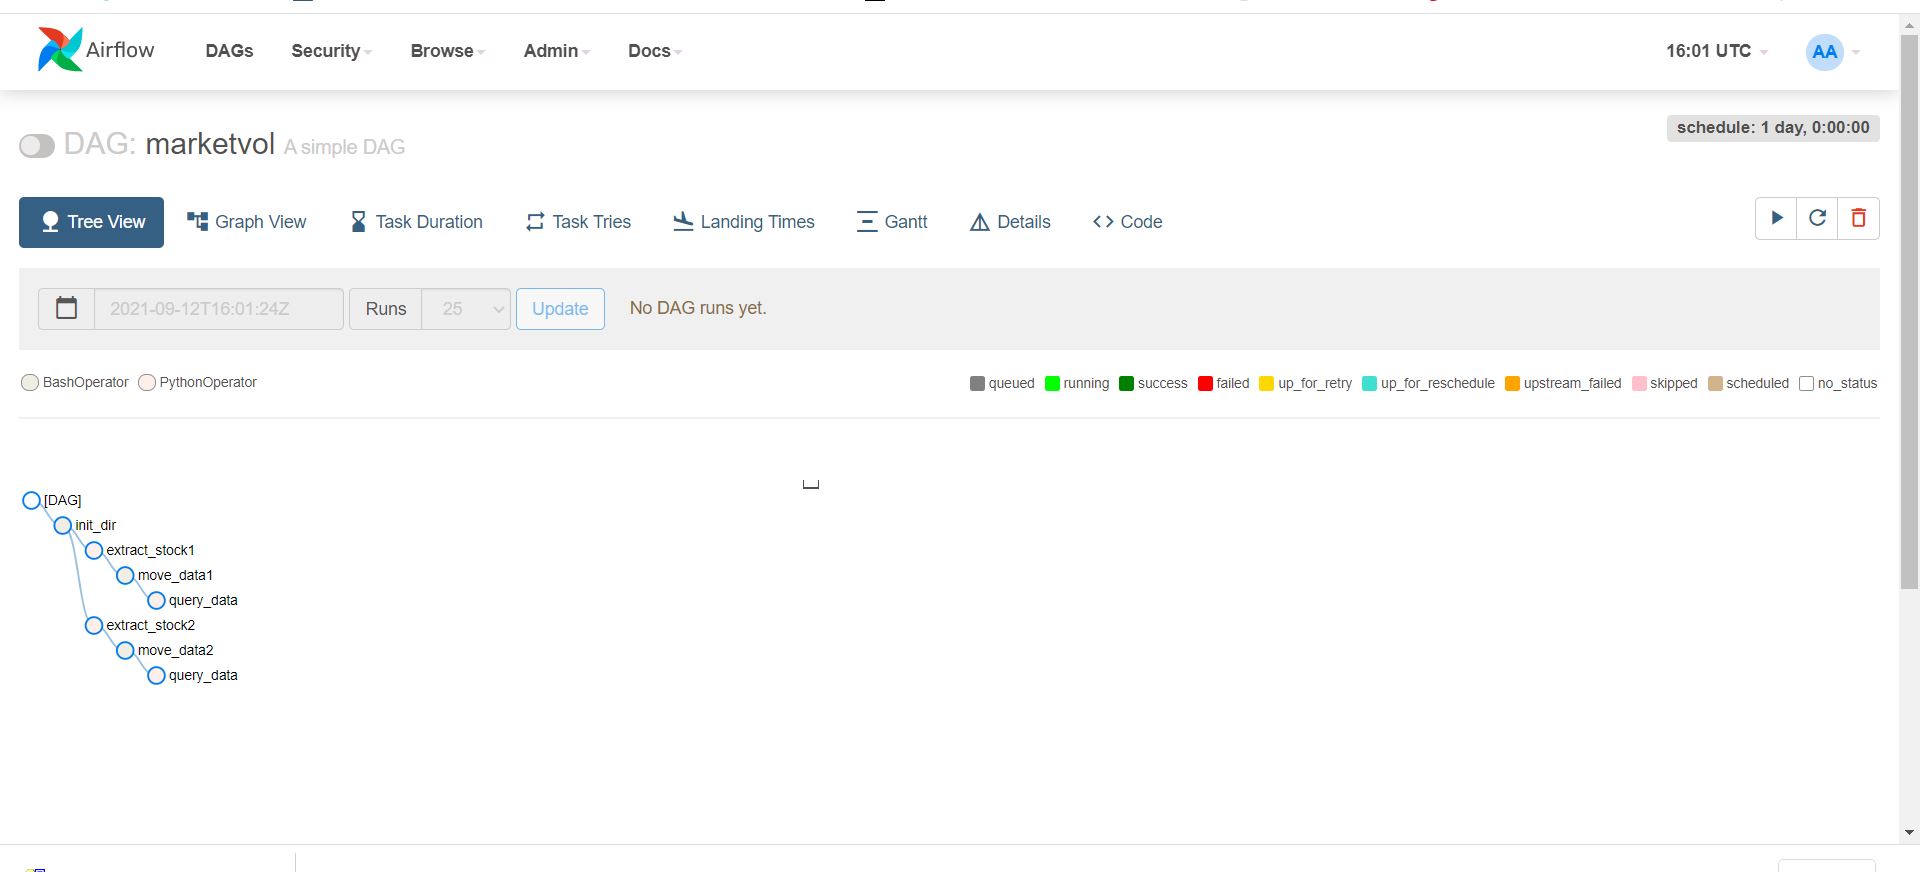 Airflow DAGs Security Browse Admin Docs 16:01 UTC AA
schedule: 1 day, 0:00:00
DAG: marketvol A simple DAG
Tree View Graph View Task Duration Task Tries Landing Times Gantt Details Code
2021-09-12T16:01:24Z Runs 25 Update No DAG runs yet.
BashOperator PythonOperator queued running success failed up_for_retry up_for_reschedule upstream_failed skipped scheduled no_status
[DAG]
init_dir
extract_stock1
move_data1
query_data
extract_stock2
move_data2
query_data